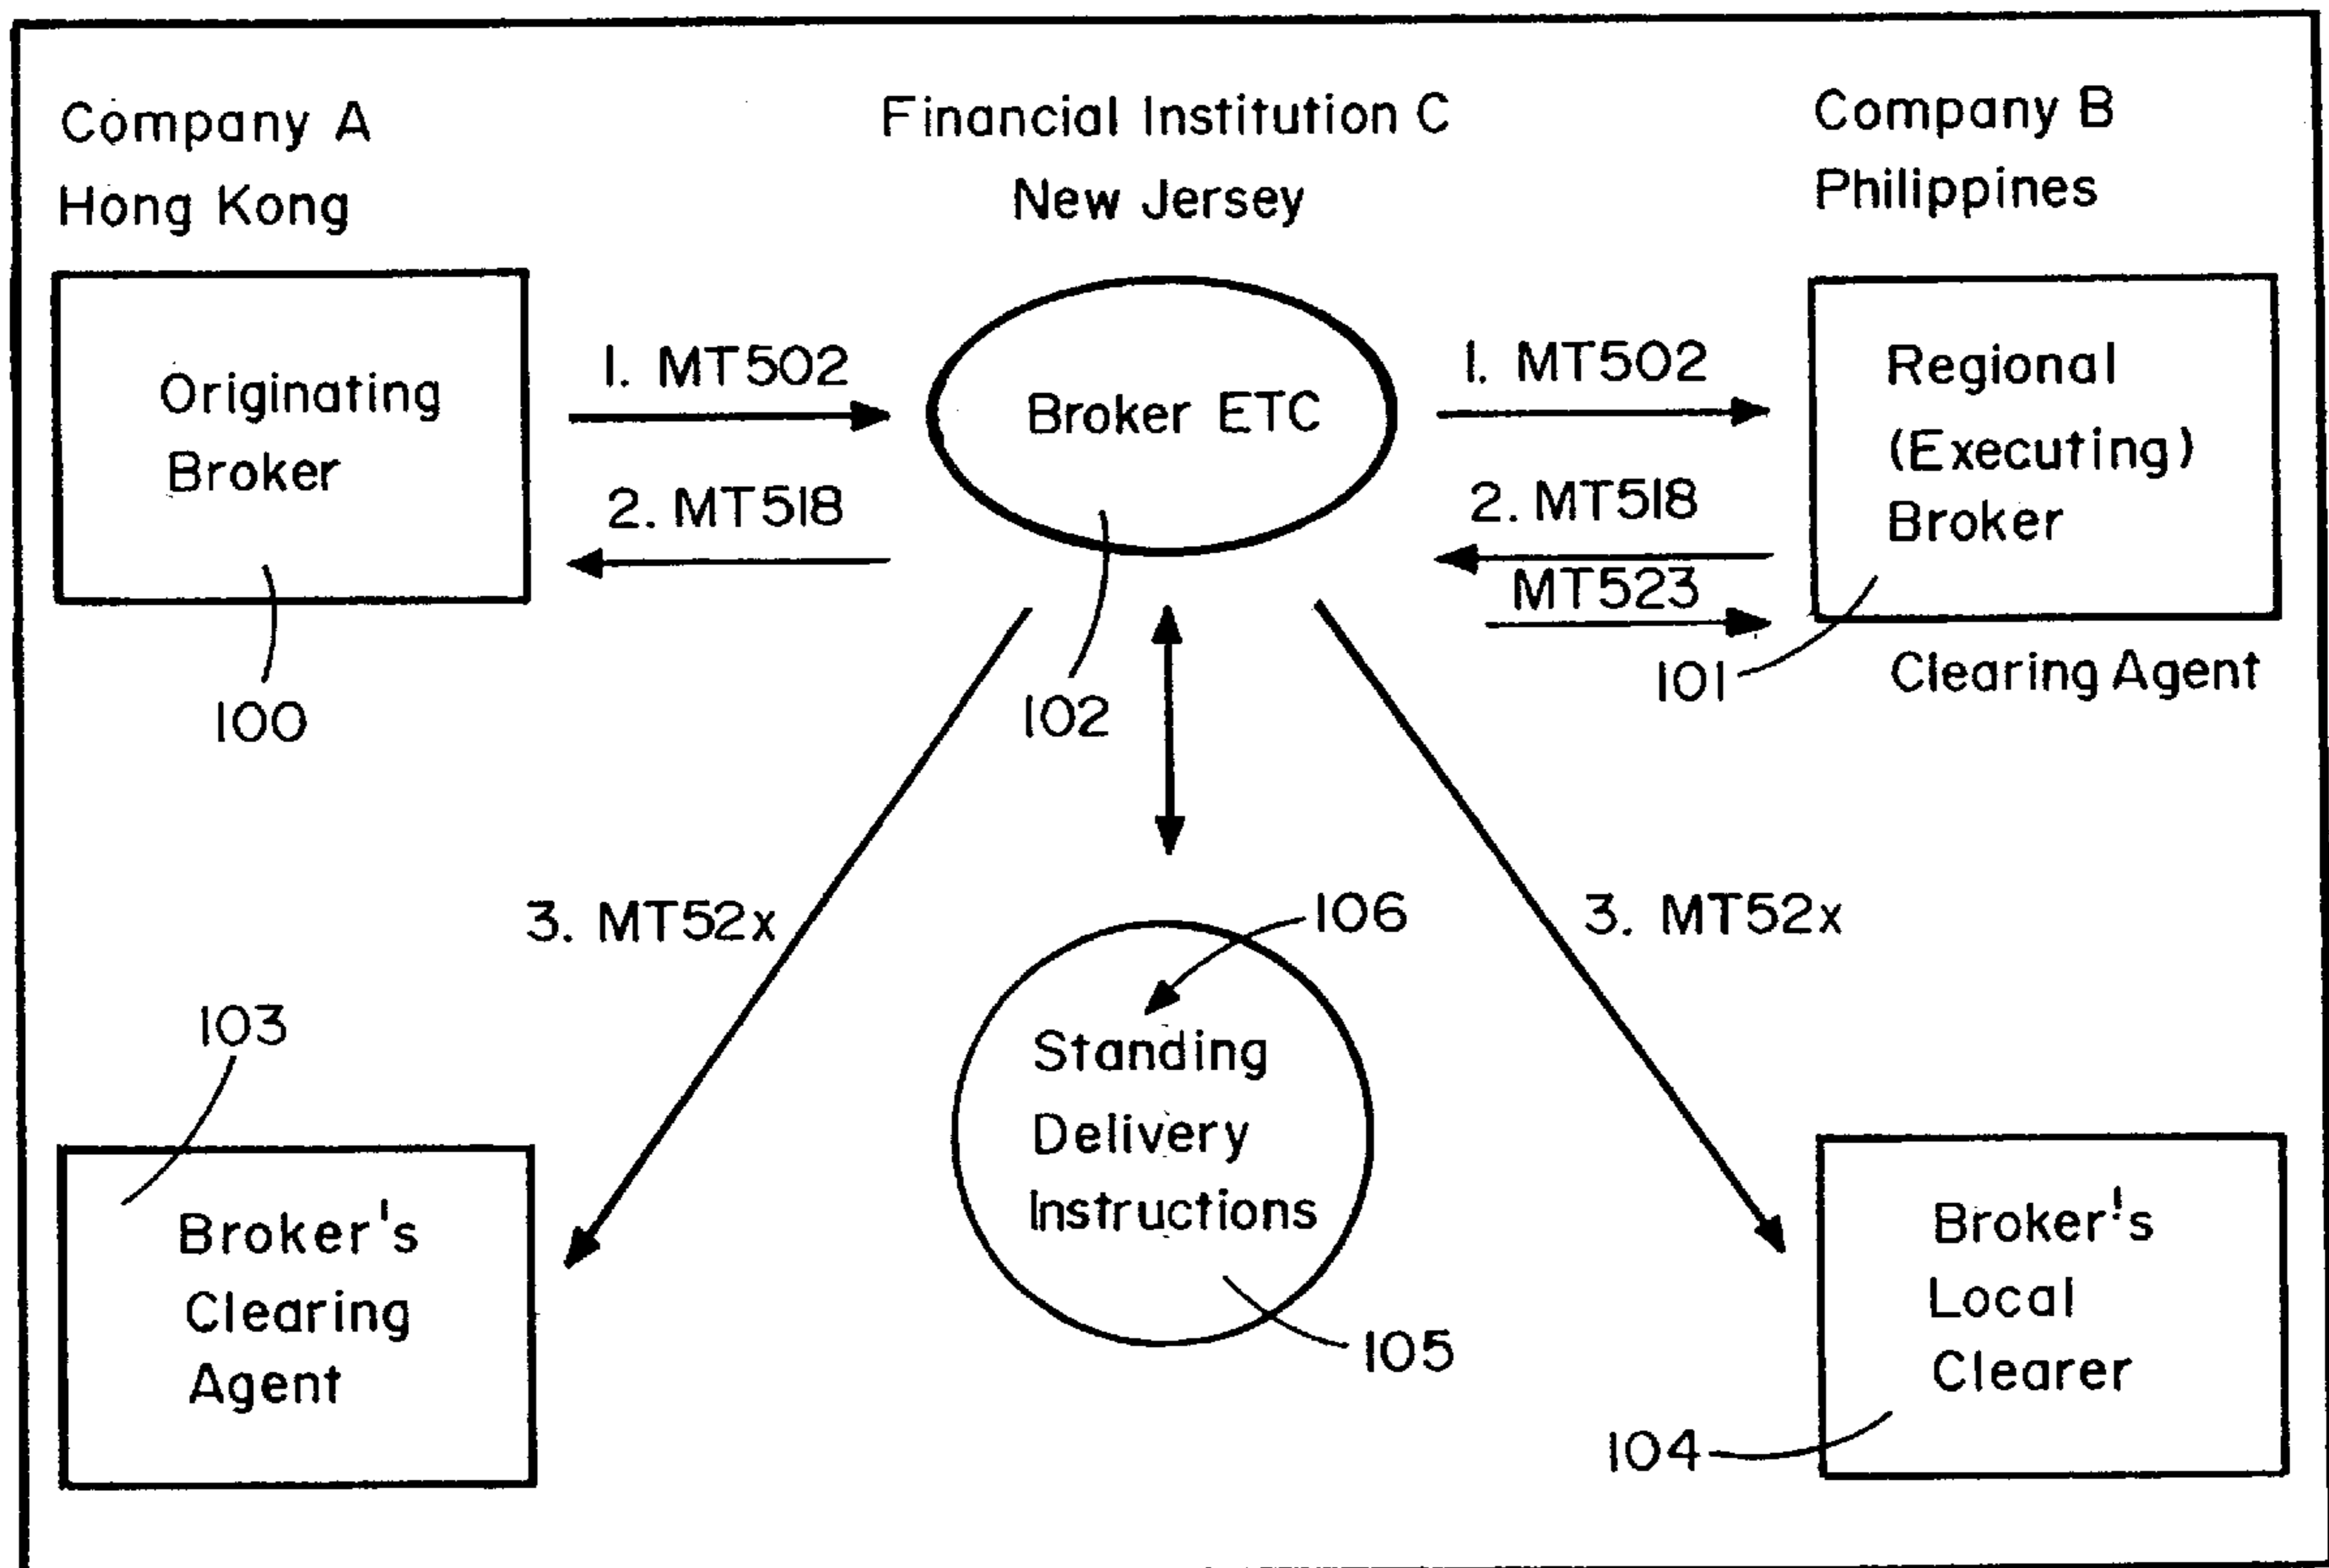 Company A
Hong Kong
Financial Institution C
New Jersey
Company B
Philippines
Originating
Broker
1. MT502
2. MT518
Broker ETC
1. MT502
2. MT518
MT523
Regional
(Executing)
Broker
100
102
101
Clearing Agent
3. MT52x
106
3. MT52x
103
Standing
Delivery
Instructions
105
Broker's
Clearing
Agent
Broker's
Local
Clearer
104